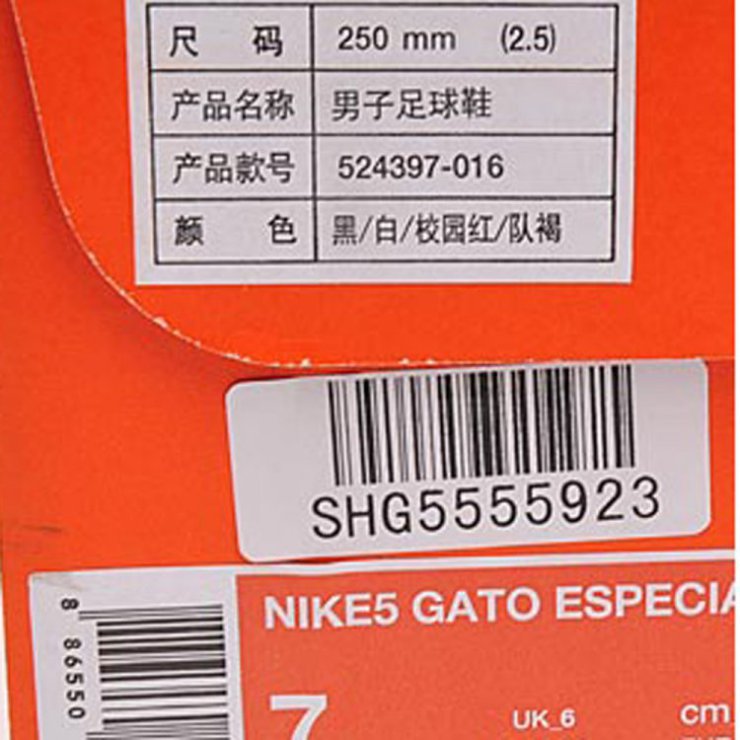 尺 码 250 mm (2.5)
产品名称 男子足球鞋
产品款号 524397-016
颜 色 黑/白/校园红/队褐
SHG5555923
NIKE5 GATO ESPECIA
8 86550
7 UK_6 cm_